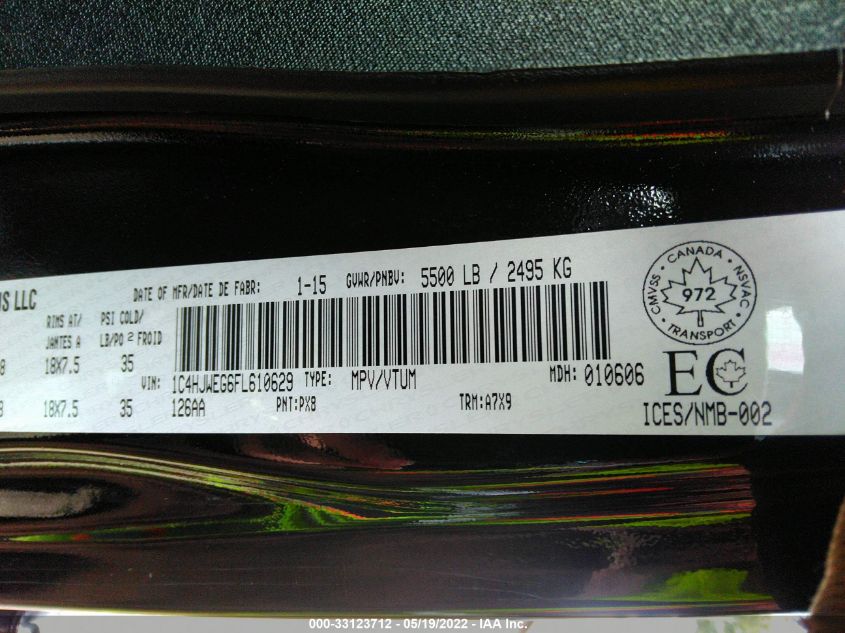 DATE OF MFR/DATE DE FABR: 1-15 GVWR/PNBV: 5500 LB / 2495 KG
LLC
RIMS AT/ PSI COLD/
JANTES A LB/PO 2 FROID
18X7.5 35
VIN: 1C4HJWEG6FL610629 TYPE: MPV/VTUM MDH: 010606
18X7.5 35 126AA PNT:PX8 TRM:A7X9
CMVSS - CANADA - NSVAC
972
TRANSPORT
EC
ICES/NMB-002
000-33123712 - 05/19/2022 - IAA Inc.